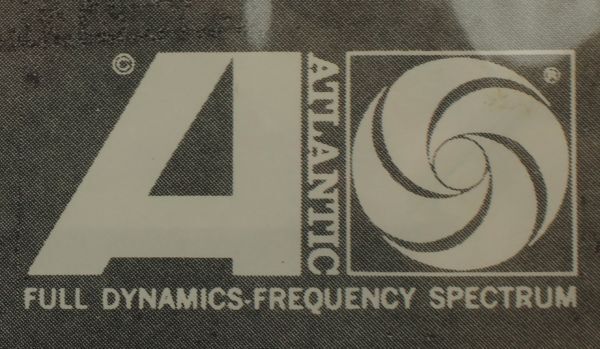 © A ATLANTIC ®
FULL DYNAMICS-FREQUENCY SPECTRUM